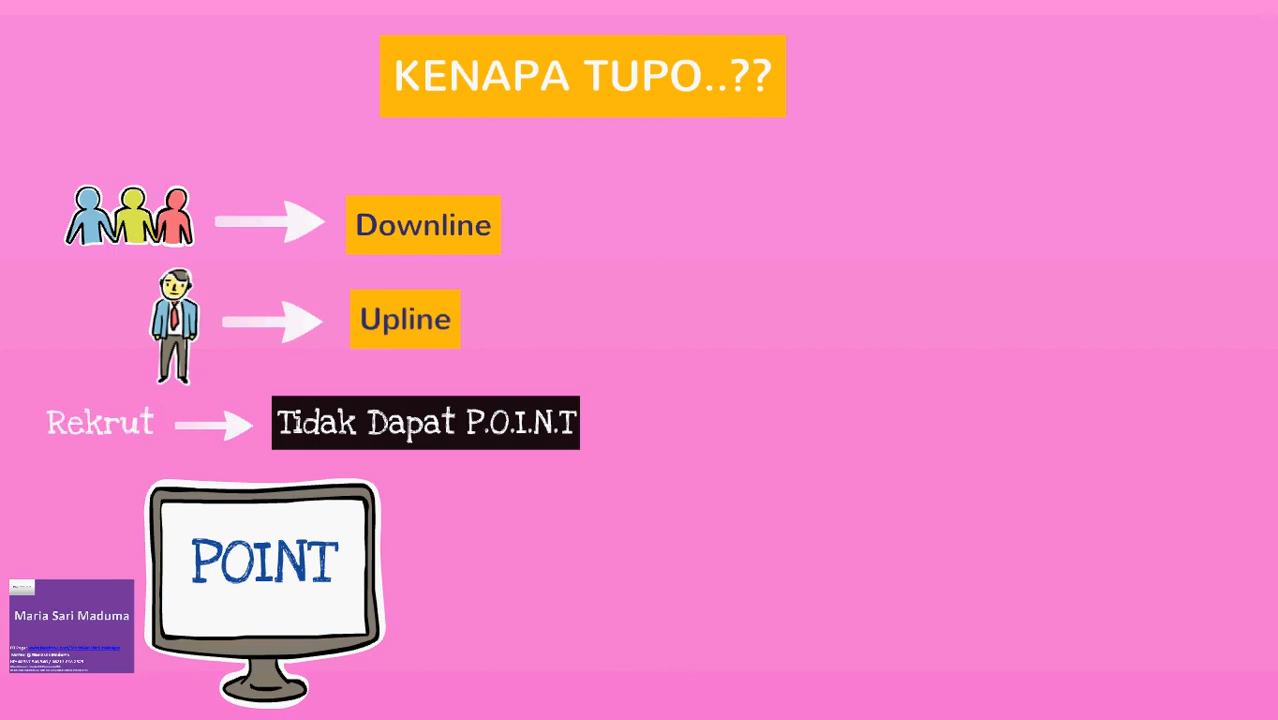 KENAPA TUPO..??
Downline
Upline
Rekrut
Tidak Dapat P.O.I.N.T
POINT
Maria Sari Maduma